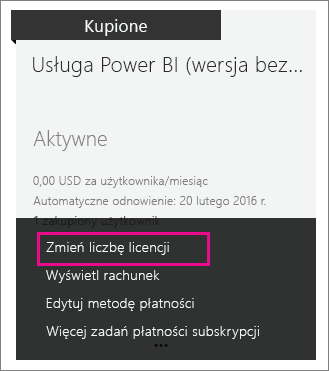 Kupione
Usługa Power BI (wersja bez...
Aktywne
0,00 USD za użytkownika/miesiąc
Automatyczne odnowienie: 20 lutego 2016 r.
1 zakupiony użytkownik
Zmień liczbę licencji
Wyświetl rachunek
Edytuj metodę płatności
Więcej zadań płatności subskrypcji
...